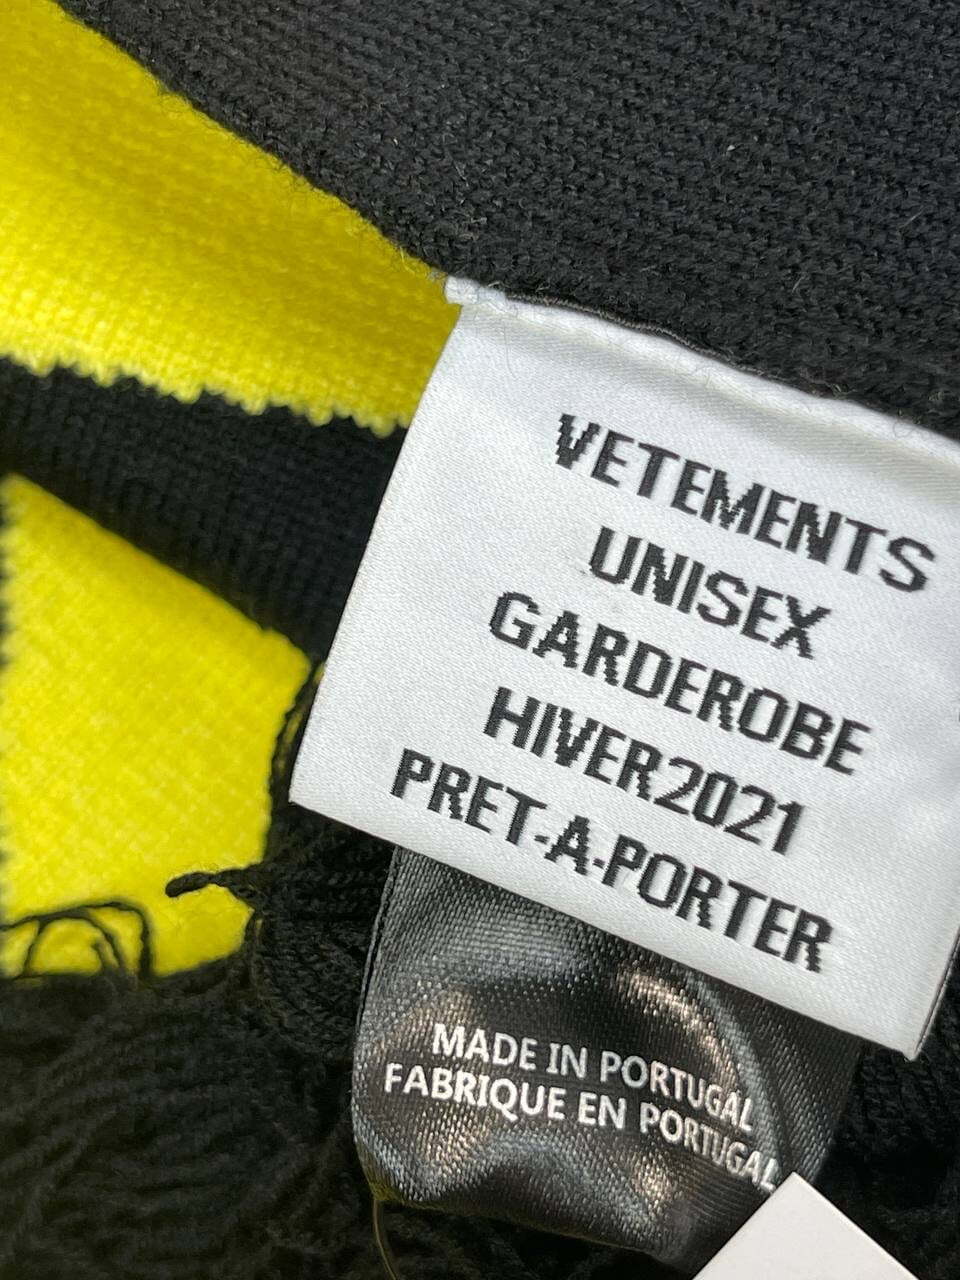 VETEMENTS
UNISEX
GARDEROBE
HIVER2021
PRET-A-PORTER
MADE IN PORTUGAL
FABRIQUE EN PORTUGAL